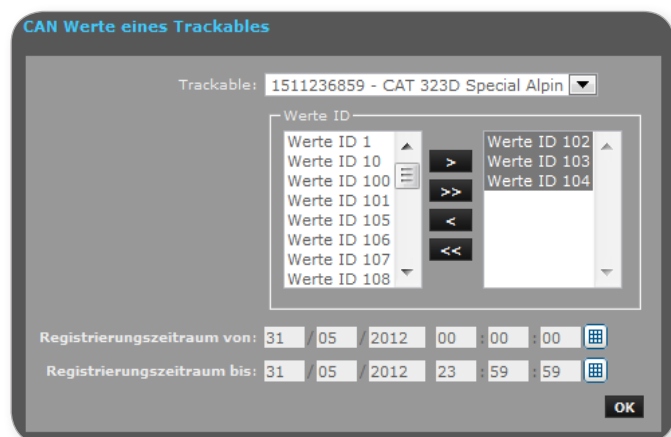 CAN Werte eines Trackables
Trackable: 1511236859 - CAT 323D Special Alpin
Werte ID
Werte ID 1
Werte ID 10
Werte ID 100
Werte ID 101
Werte ID 105
Werte ID 106
Werte ID 107
Werte ID 108
>
>>
<
<<
Werte ID 102
Werte ID 103
Werte ID 104
Registrierungszeitraum von: 31 / 05 / 2012 00 : 00 : 00
Registrierungszeitraum bis: 31 / 05 / 2012 23 : 59 : 59
OK